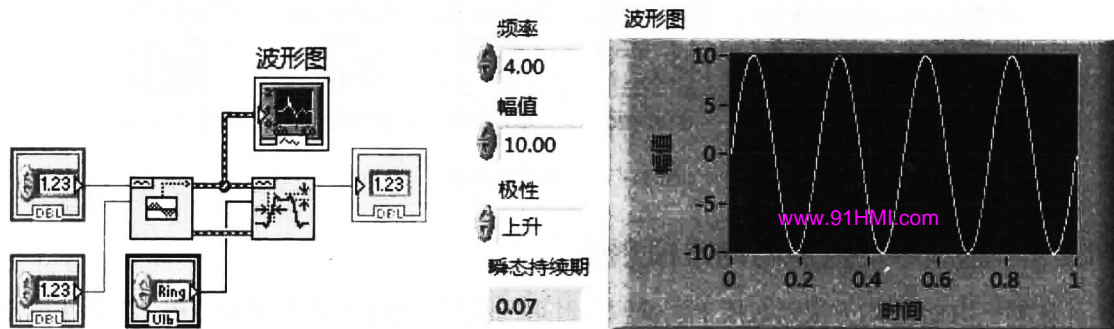 波形图
1.23
DBL
1.23
DBL
Ring
U16
1.23
DBL
频率
4.00
幅值
10.00
极性
上升
瞬态持续期
0.07
波形图
10
5
0
-5
-10
幅值
0
0.2
0.4
0.6
0.8
1
时间
www.91HMI.com